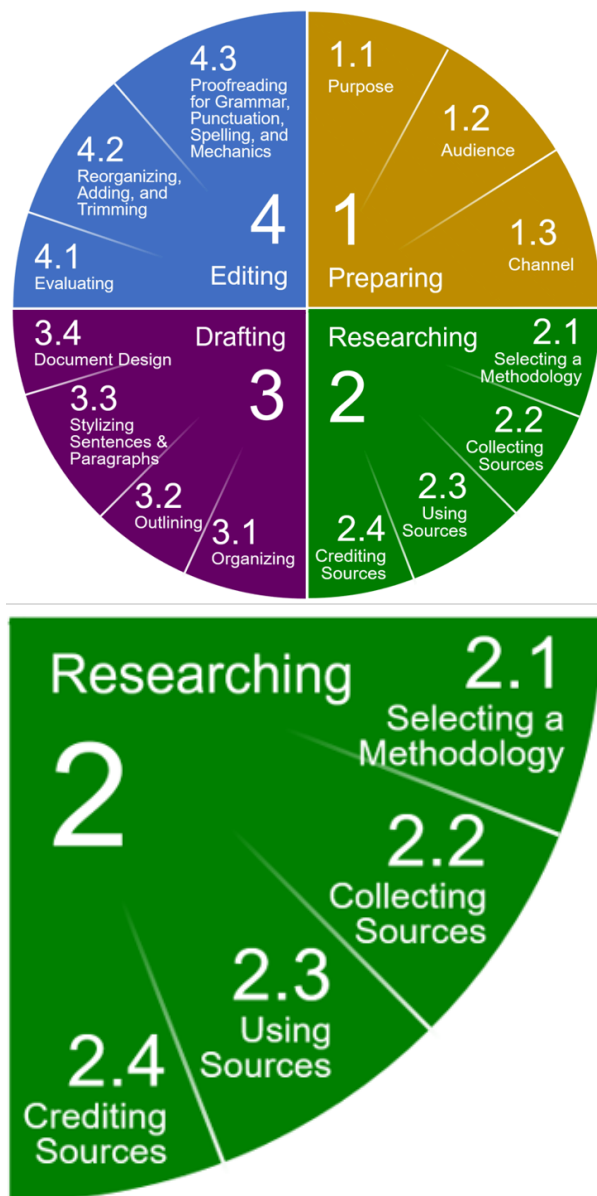 1.1
Purpose
1.2
Audience
1.3
Channel
1
Preparing
2.1
Selecting a
Methodology
2.2
Collecting
Sources
2.3
Using
Sources
2.4
Crediting
Sources
Researching
2
Drafting
3
3.1
Organizing
3.2
Outlining
3.3
Stylizing
Sentences &
Paragraphs
3.4
Document Design
4.1
Evaluating
4.2
Reorganizing,
Adding, and
Trimming
4.3
Proofreading
for Grammar,
Punctuation,
Spelling, and
Mechanics
4
Editing
Researching
2
2.1
Selecting a
Methodology
2.2
Collecting
Sources
2.3
Using
Sources
2.4
Crediting
Sources